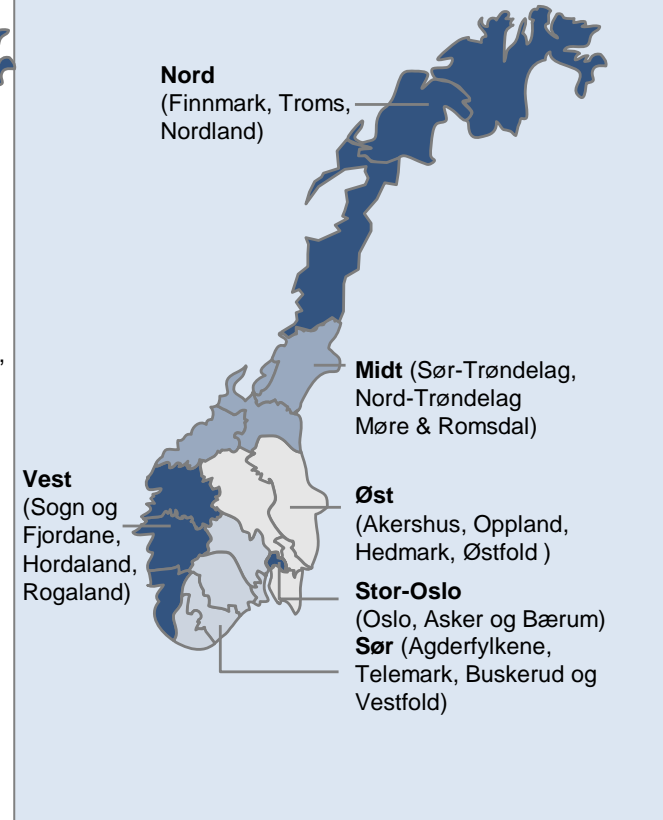 Nord
(Finnmark, Troms,
Nordland)
,
Midt (Sør-Trøndelag,
Nord-Trøndelag
Møre & Romsdal)
Vest
(Sogn og
Fjordane,
Hordaland,
Rogaland)
Øst
(Akershus, Oppland,
Hedmark, Østfold )
Stor-Oslo
(Oslo, Asker og Bærum)
Sør (Agderfylkene,
Telemark, Buskerud og
Vestfold)